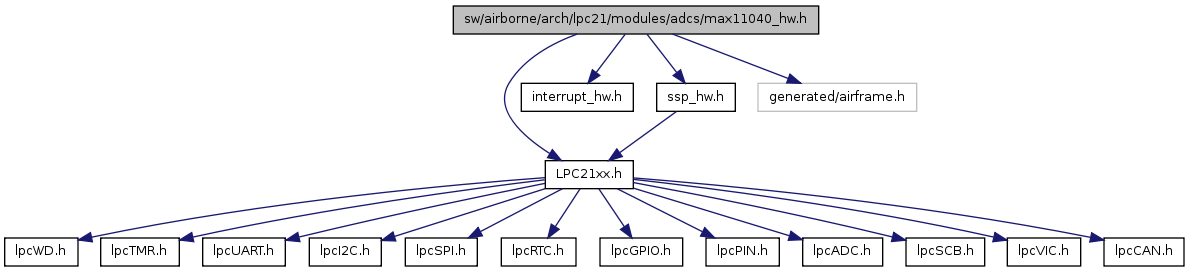 sw/airborne/arch/lpc21/modules/adcs/max11040_hw.h
interrupt_hw.h
ssp_hw.h
generated/airframe.h
LPC21xx.h
lpcWD.h
lpcTMR.h
lpcUART.h
lpcI2C.h
lpcSPI.h
lpcRTC.h
lpcGPIO.h
lpcPIN.h
lpcADC.h
lpcSCB.h
lpcVIC.h
lpcCAN.h